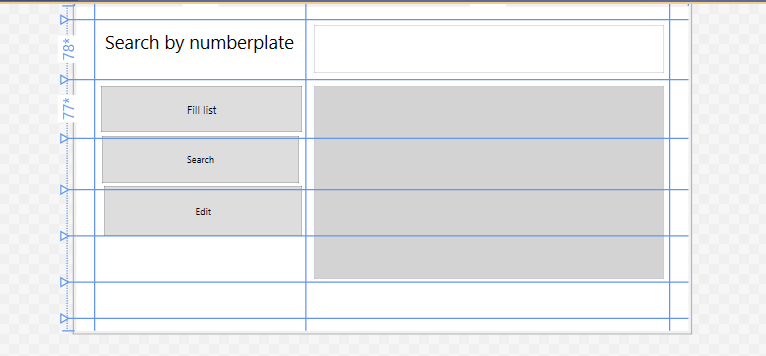 78*
Search by numberplate
77*
Fill list
Search
Edit